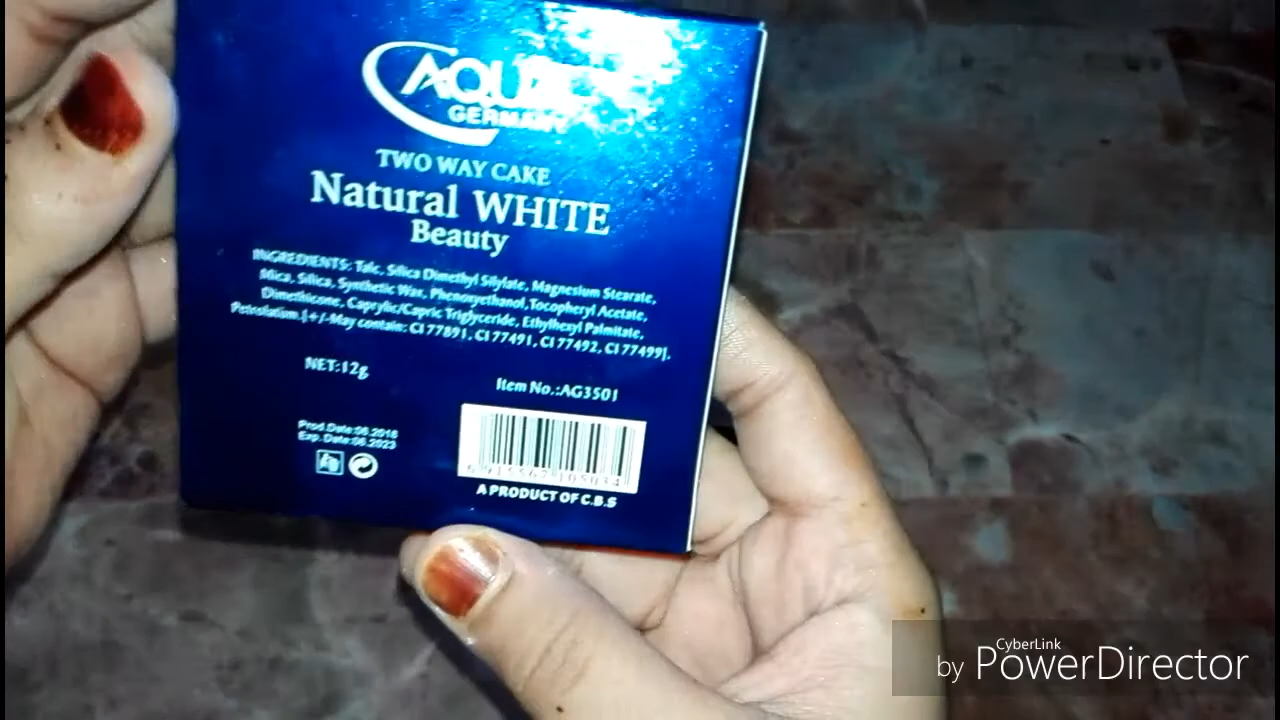 GERMANY
TWO WAY CAKE
Natural WHITE
Beauty
INGREDIENTS: Talc, Silica Dimethyl Silylate, Magnesium Stearate,
Mica, Silica, Synthetic Wax, Phenoxyethanol, Tocopheryl Acetate,
Dimethicone, Caprylic/Capric Triglyceride, Ethylhexyl Palmitate,
Petrolatum.[+/-May contain: CI 77891, CI 77491, CI 77492, CI 77499].
NET:12g
Item No.:AG3501
Prod.Date:06.2018
Exp. Date:06.2023
A PRODUCT OF C.B.S
CyberLink
by PowerDirector